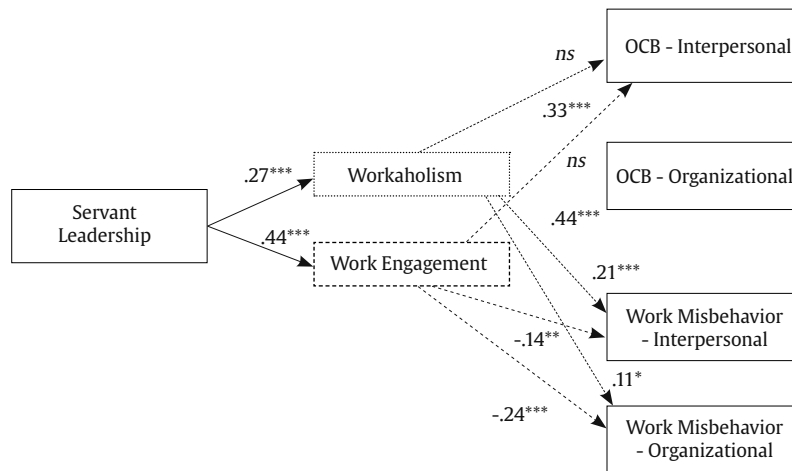 OCB - Interpersonal
ns
.33***
ns
OCB - Organizational
.27***
Workaholism
Servant
Leadership
.44***
.44***
Work Engagement
.21***
Work Misbehavior
- Interpersonal
-.14**
.11*
-.24***
Work Misbehavior
- Organizational